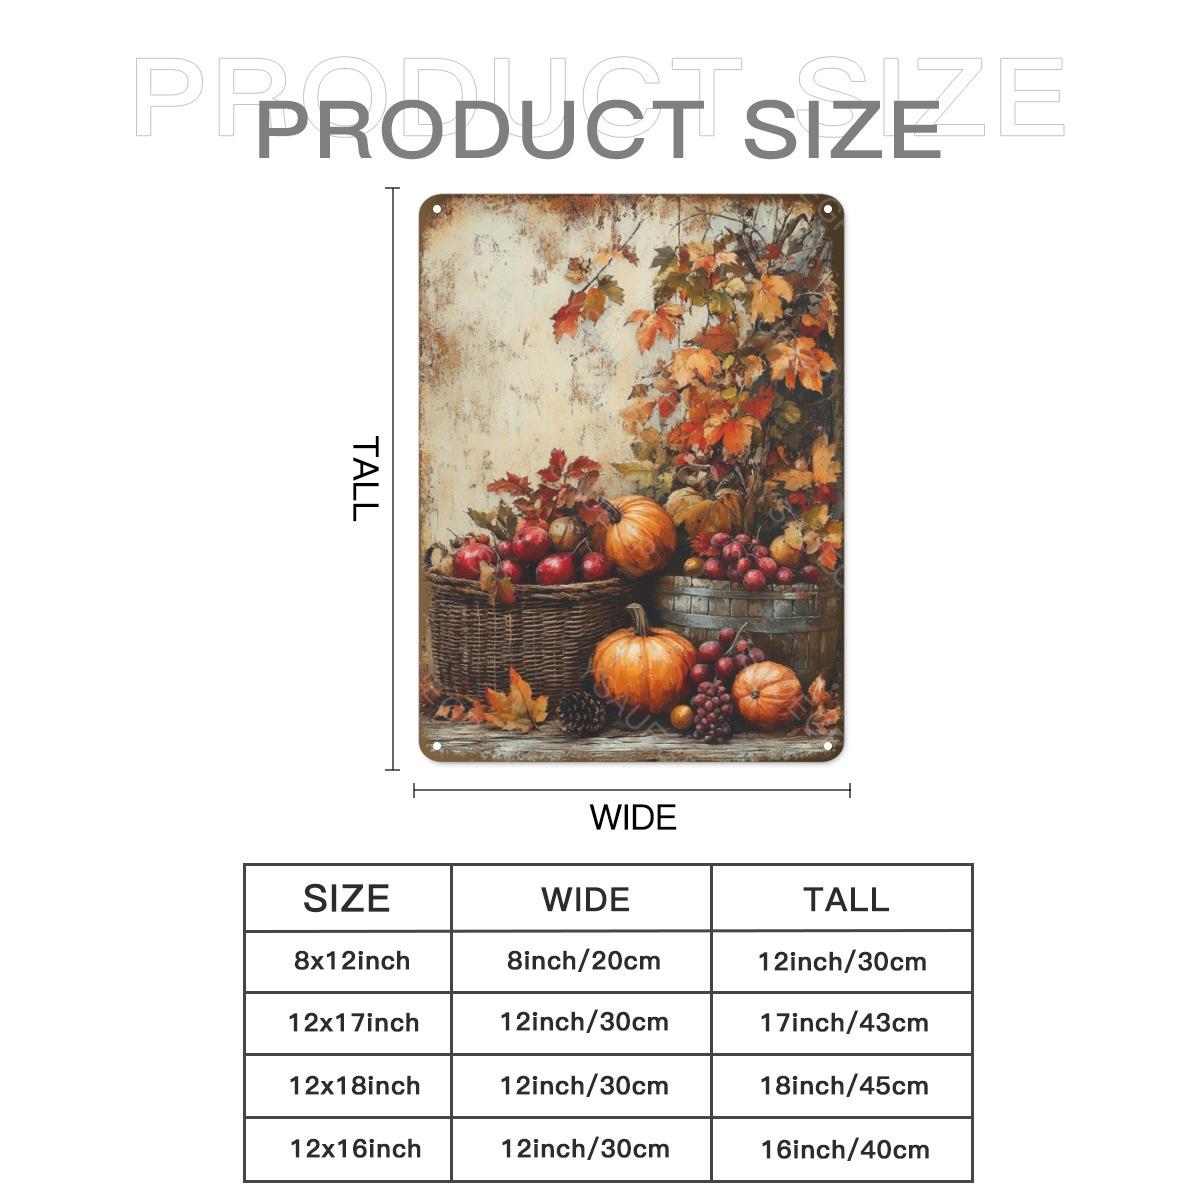 PRODUCT SIZE
PRODUCT SIZE
TALL
WIDE
SIZE WIDE TALL
8x12inch 8inch/20cm 12inch/30cm
12x17inch 12inch/30cm 17inch/43cm
12x18inch 12inch/30cm 18inch/45cm
12x16inch 12inch/30cm 16inch/40cm